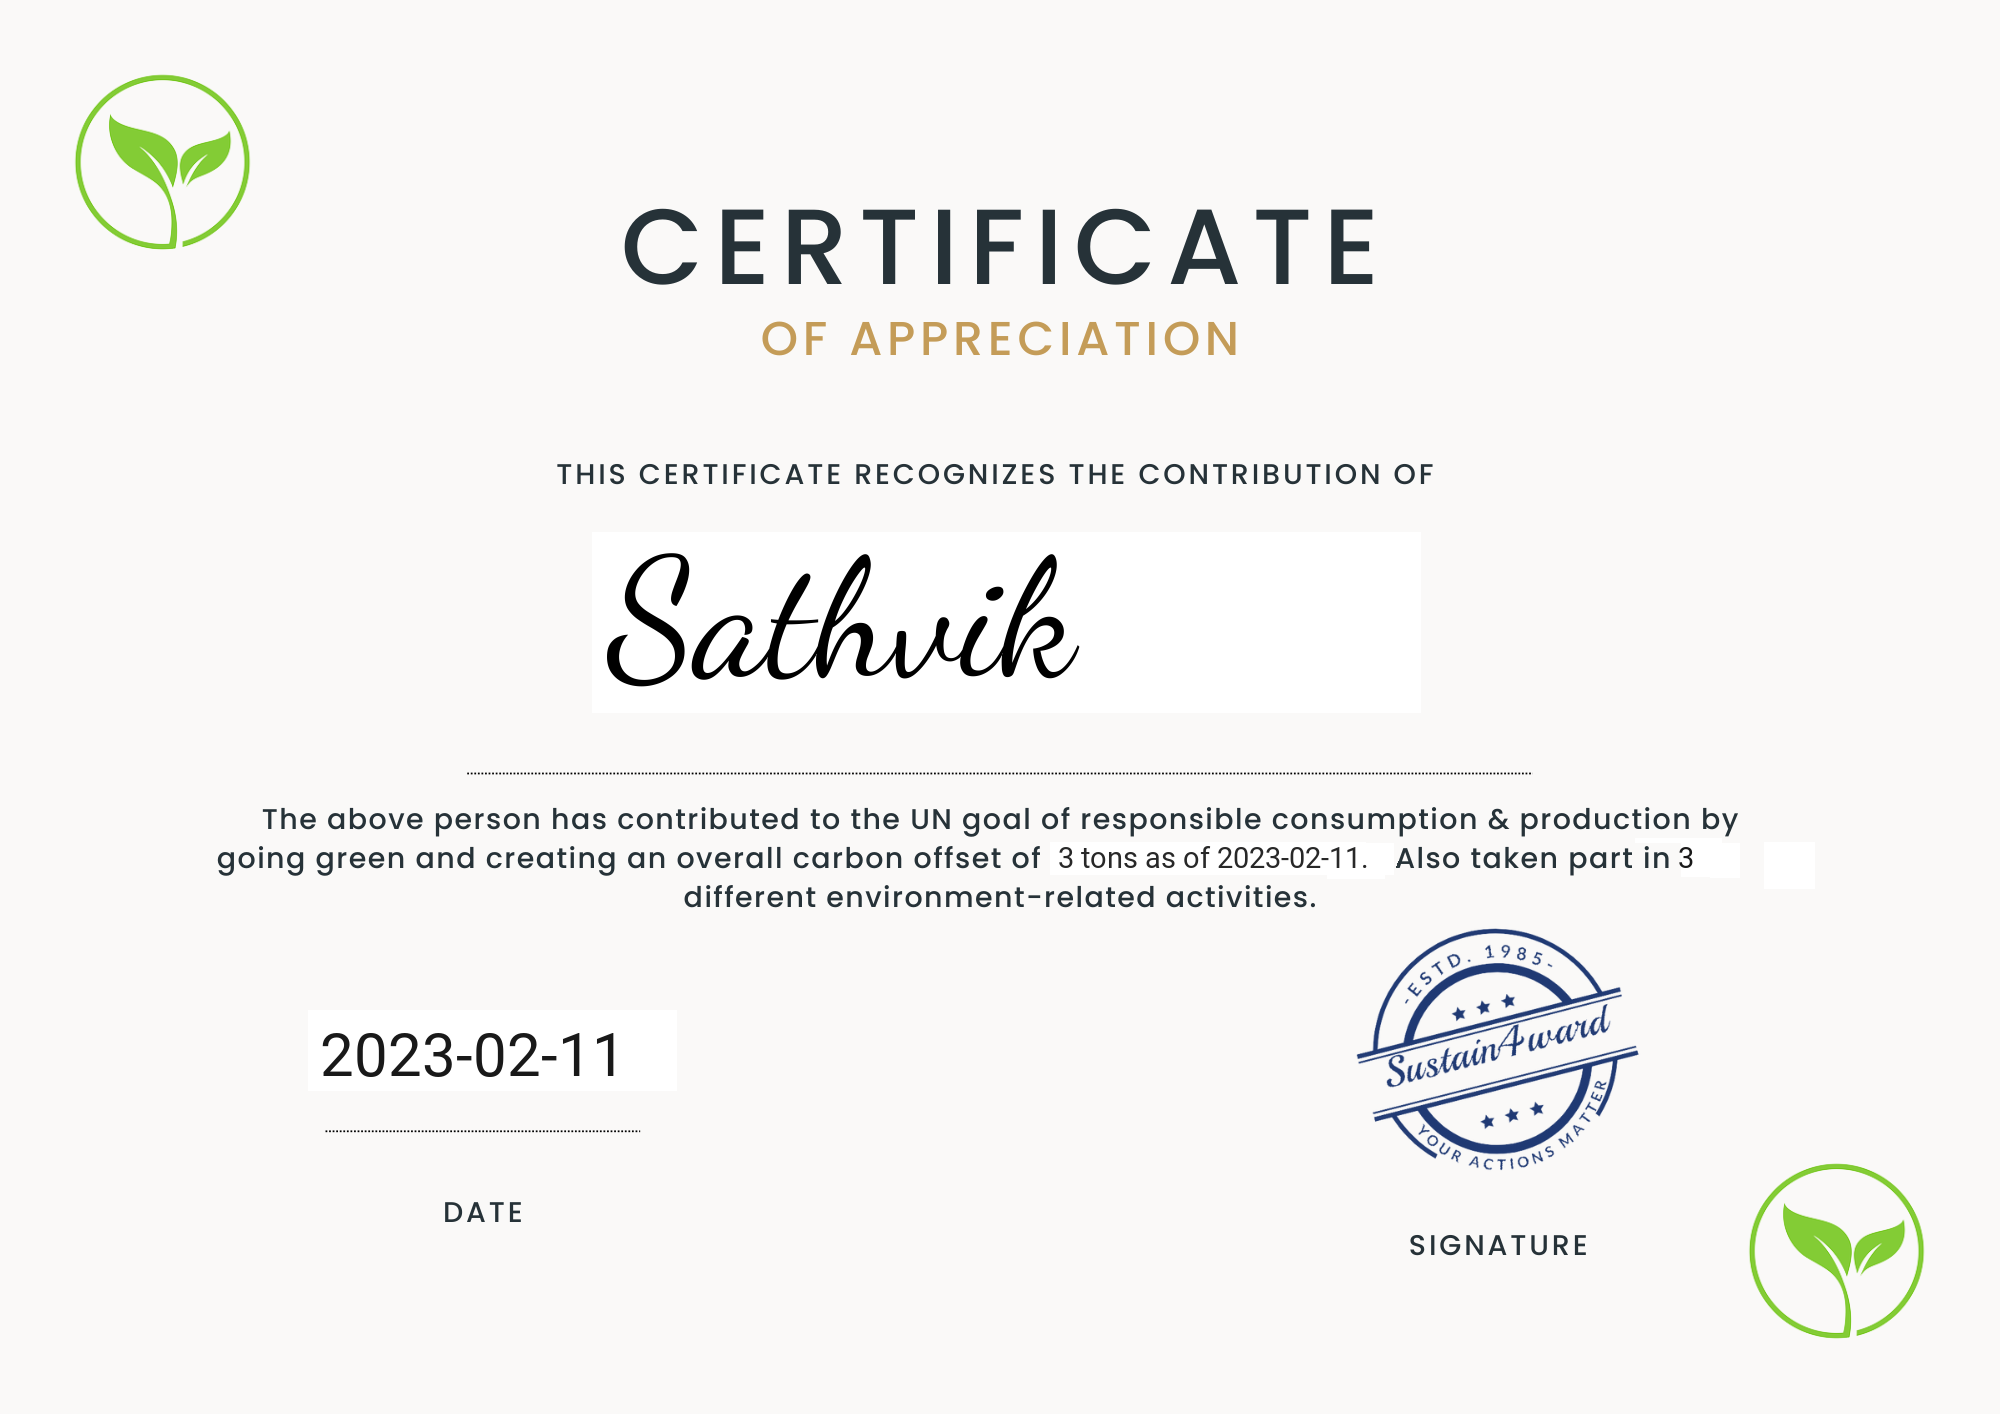 CERTIFICATE
OF APPRECIATION
THIS CERTIFICATE RECOGNIZES THE CONTRIBUTION OF
Sathvik
The above person has contributed to the UN goal of responsible consumption & production by
going green and creating an overall carbon offset of 3 tons as of 2023-02-11. Also taken part in 3
different environment-related activities.
-ESTD. 1985-
SustainAward
YOUR ACTIONS MATTER
2023-02-11
DATE
SIGNATURE